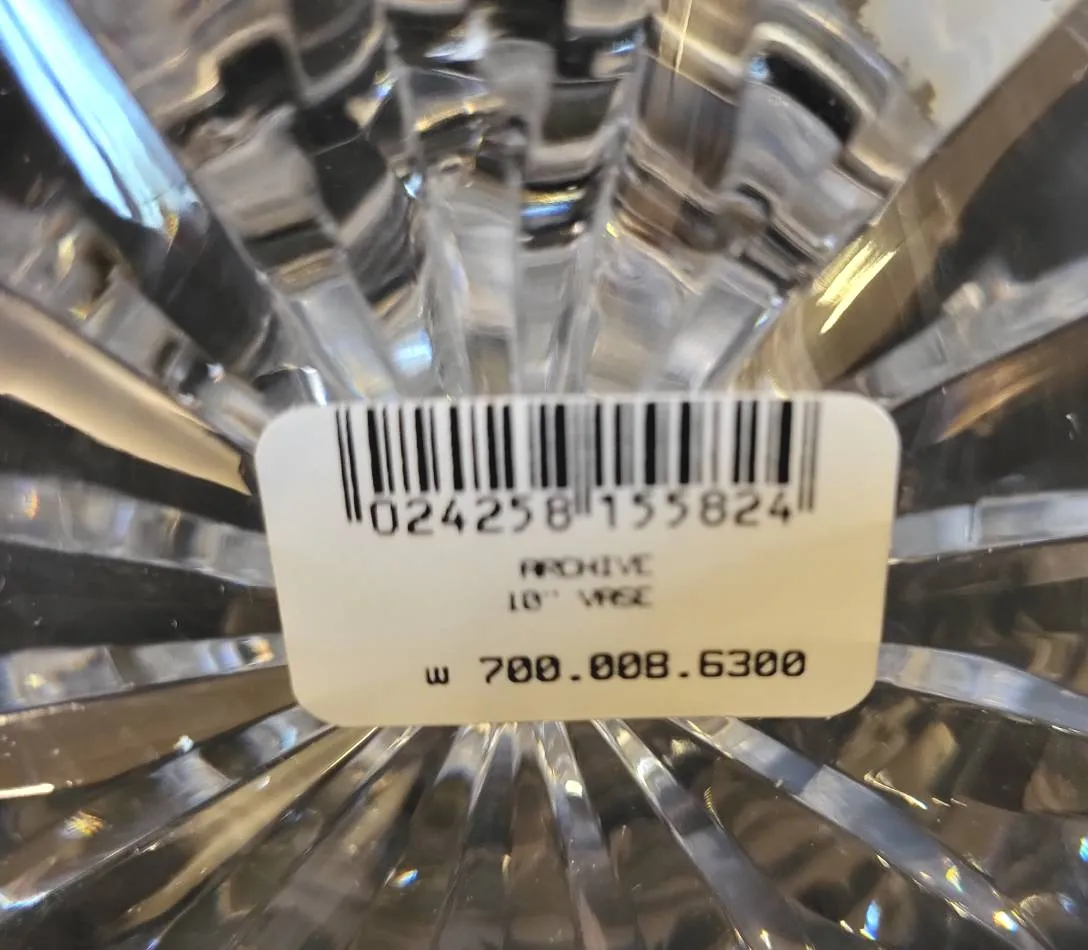 024258 155824
ARCHIVE
10" VASE
w 700.008.6300